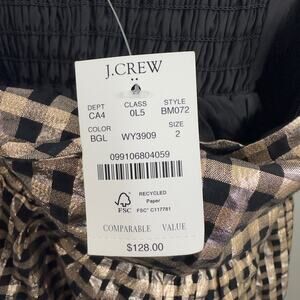 J.CREW
DEPT CLASS STYLE
CA4 0L5 BM072
COLOR SIZE
BGL WY3909 2
099106804059
RECYCLED
Paper
FSC FSC® C117781
COMPARABLE VALUE
$128.00